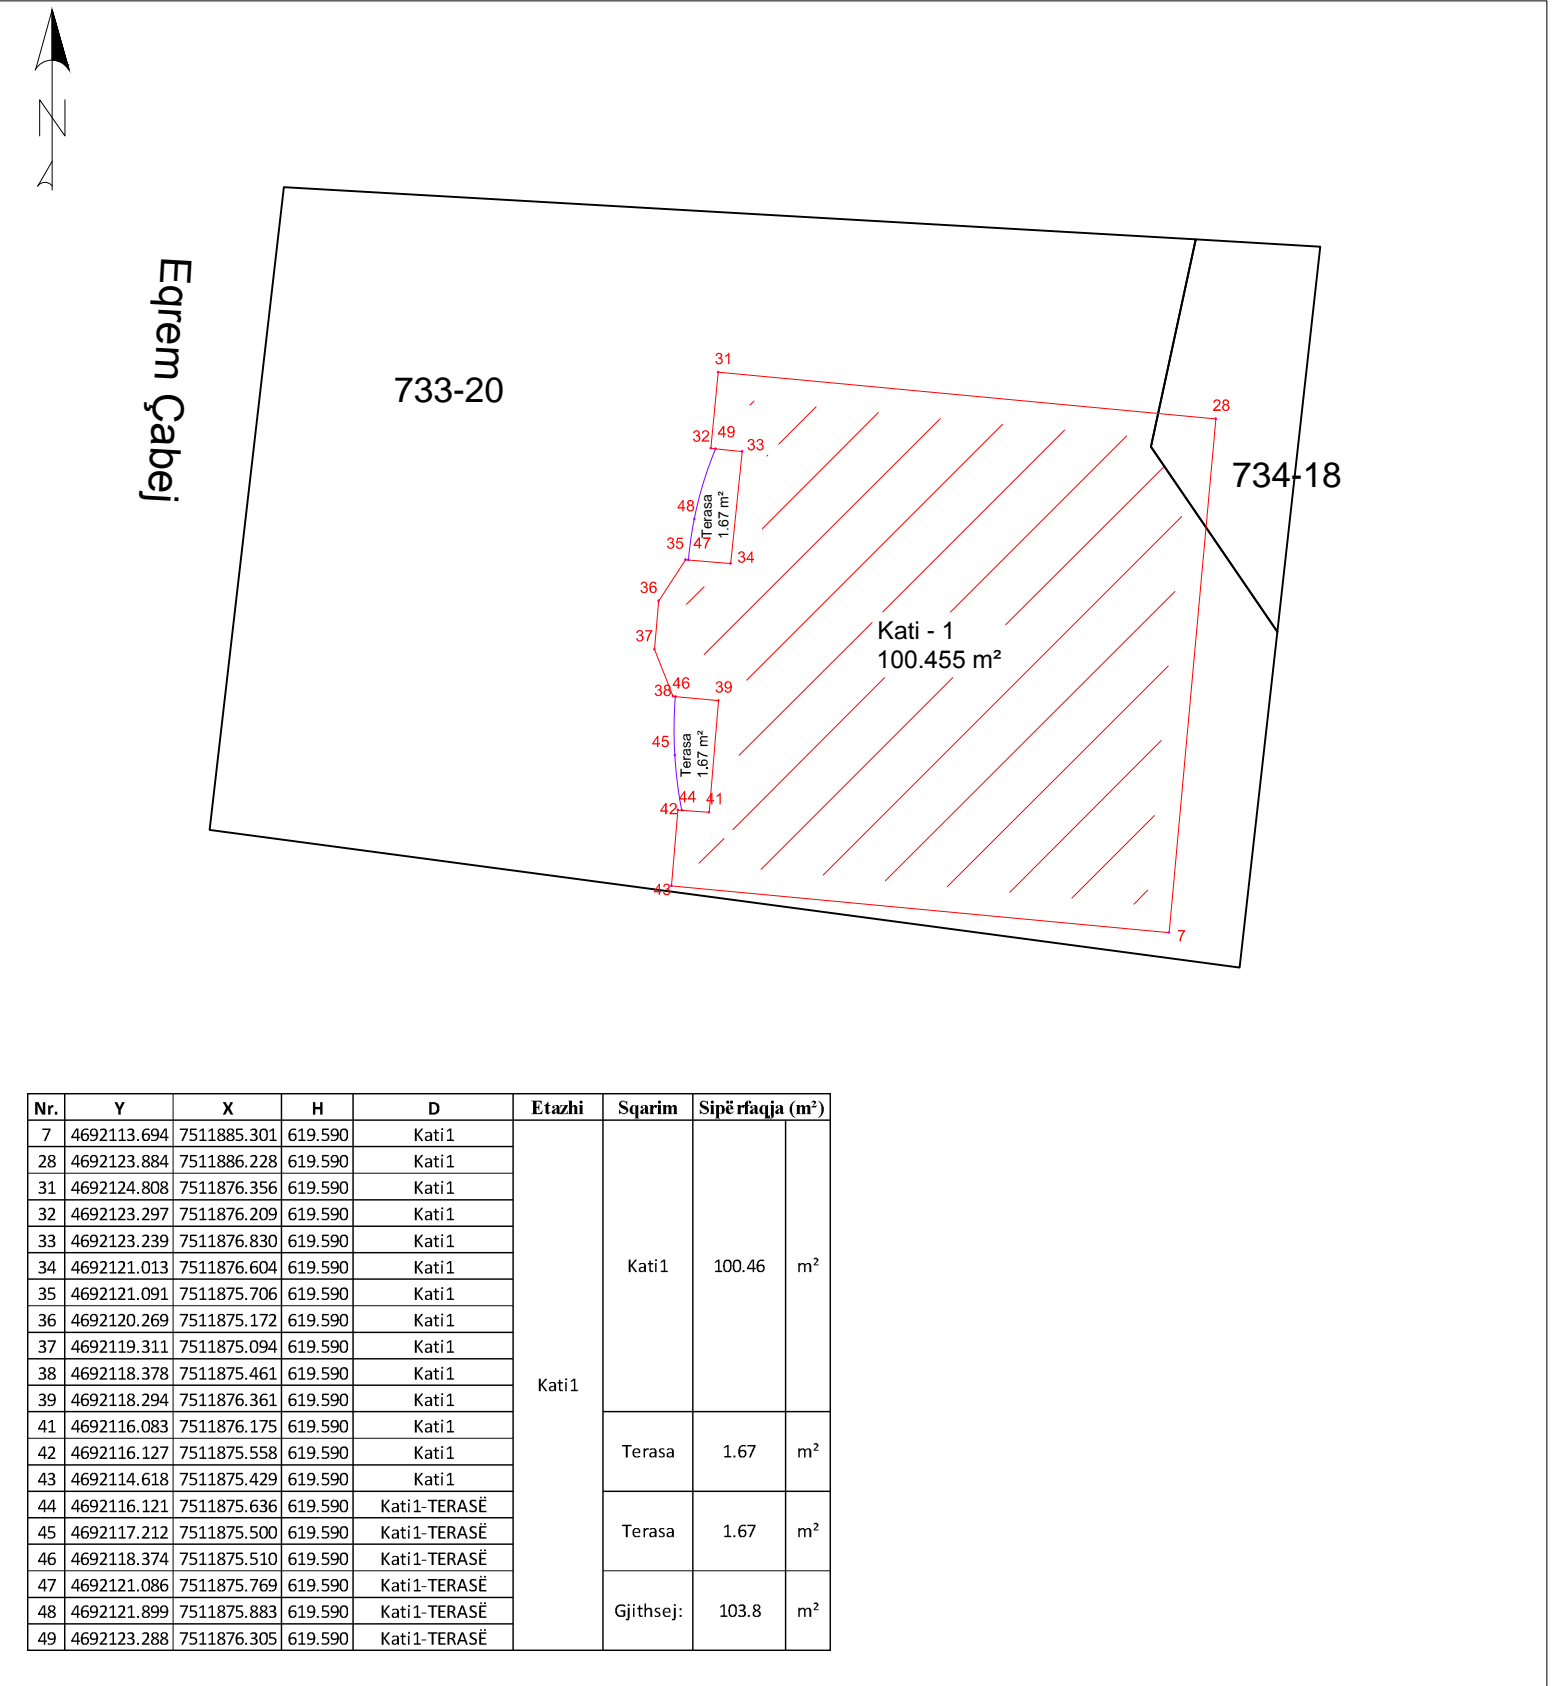 N
Eqrem Çabej
733-20
734-18
31
28
32
49
33
48
Terasa
1.67 m²
35
47
34
36
37
Kati - 1
100.455 m²
38
46
39
45
Terasa
1.67 m²
44
42
41
43
7
Nr. Y X H D Etazhi Sqarim Sipërfaqja (m²)
7 4692113.694 7511885.301 619.590 Kati1
28 4692123.884 7511886.228 619.590 Kati1
31 4692124.808 7511876.356 619.590 Kati1
32 4692123.297 7511876.209 619.590 Kati1
33 4692123.239 7511876.830 619.590 Kati1
34 4692121.013 7511876.604 619.590 Kati1 Kati1 100.46 m²
35 4692121.091 7511875.706 619.590 Kati1
36 4692120.269 7511875.172 619.590 Kati1
37 4692119.311 7511875.094 619.590 Kati1
38 4692118.378 7511875.461 619.590 Kati1 Kati1
39 4692118.294 7511876.361 619.590 Kati1
41 4692116.083 7511876.175 619.590 Kati1
42 4692116.127 7511875.558 619.590 Kati1 Terasa 1.67 m²
43 4692114.618 7511875.429 619.590 Kati1
44 4692116.121 7511875.636 619.590 Kati1-TERASË
45 4692117.212 7511875.500 619.590 Kati1-TERASË Terasa 1.67 m²
46 4692118.374 7511875.510 619.590 Kati1-TERASË
47 4692121.086 7511875.769 619.590 Kati1-TERASË
48 4692121.899 7511875.883 619.590 Kati1-TERASË Gjithsej: 103.8 m²
49 4692123.288 7511876.305 619.590 Kati1-TERASË